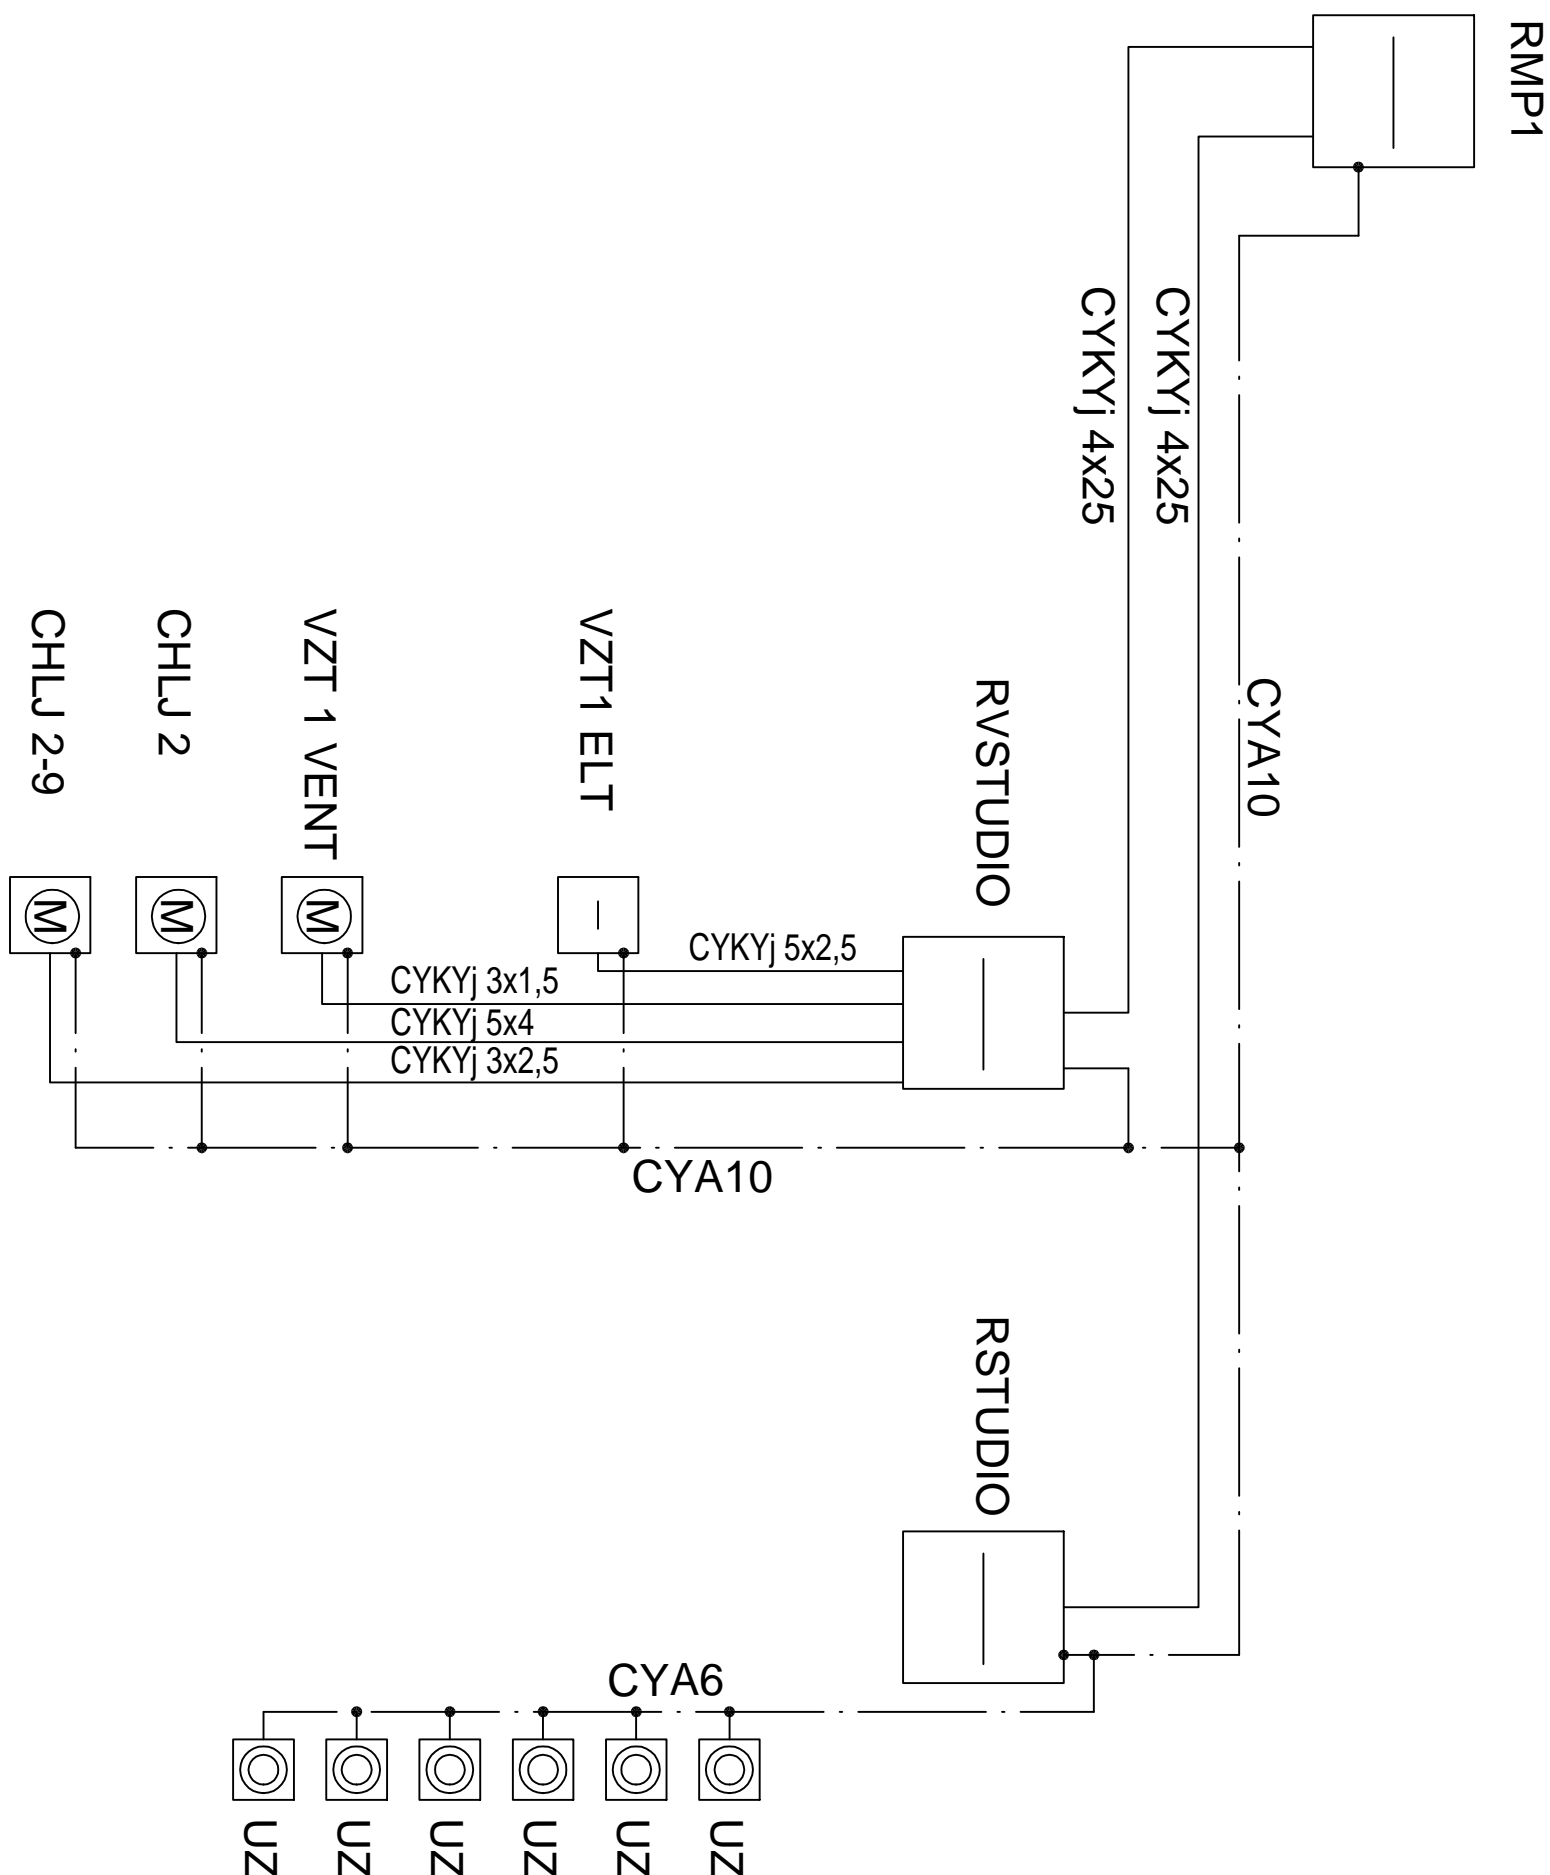 RMP1
CYKYj 4x25
CYKYj 4x25
CYA10
RVSTUDIO
VZT1 ELT
VZT 1 VENT
CHLJ 2
CHLJ 2-9
M
M
M
CYKYj 5x2,5
CYKYj 3x1,5
CYKYj 5x4
CYKYj 3x2,5
CYA10
RSTUDIO
CYA6
UZ
UZ
UZ
UZ
UZ
UZ